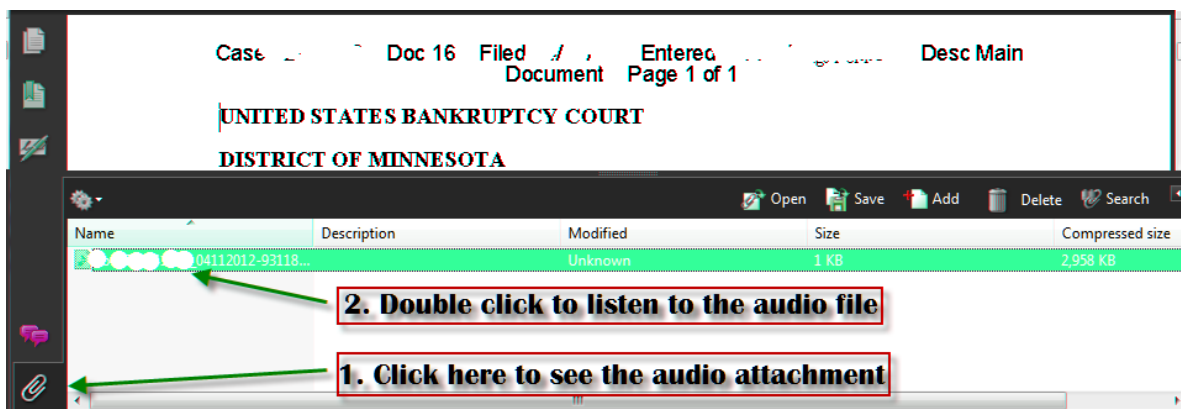 Case Doc 16 Filed Entered Desc Main
Document Page 1 of 1
UNITED STATES BANKRUPTCY COURT
DISTRICT OF MINNESOTA
Open Save Add Delete Search
Name Description Modified Size Compressed size
04112012-93118... Unknown 1 KB 2,958 KB
2. Double click to listen to the audio file
1. Click here to see the audio attachment